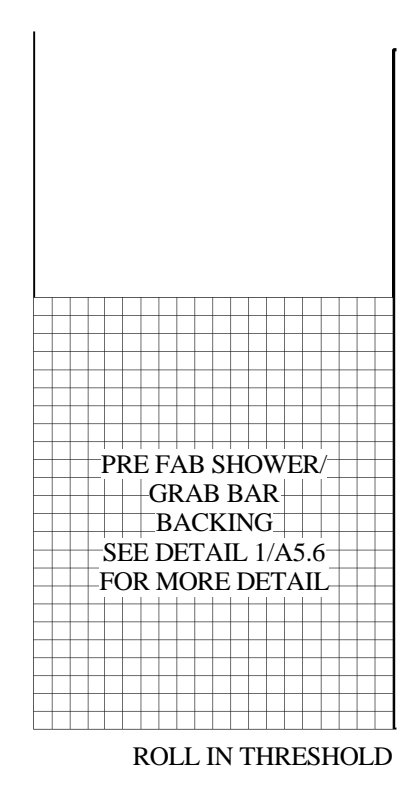 PRE FAB SHOWER/
GRAB BAR
BACKING
SEE DETAIL 1/A5.6
FOR MORE DETAIL
ROLL IN THRESHOLD